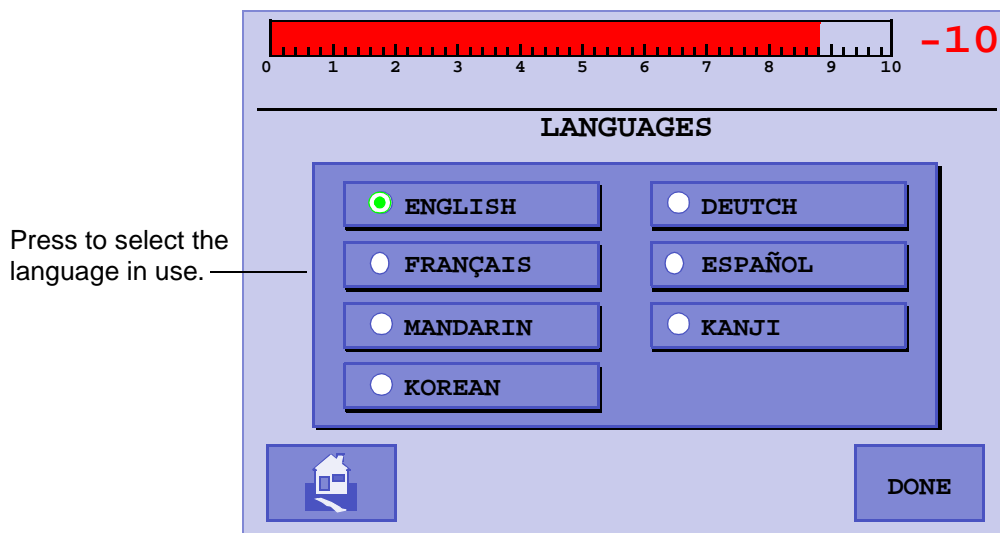 -10
0 1 2 3 4 5 6 7 8 9 10
LANGUAGES
ENGLISH DEUTCH
FRANÇAIS ESPAÑOL
MANDARIN KANJI
KOREAN
Press to select the
language in use.
DONE